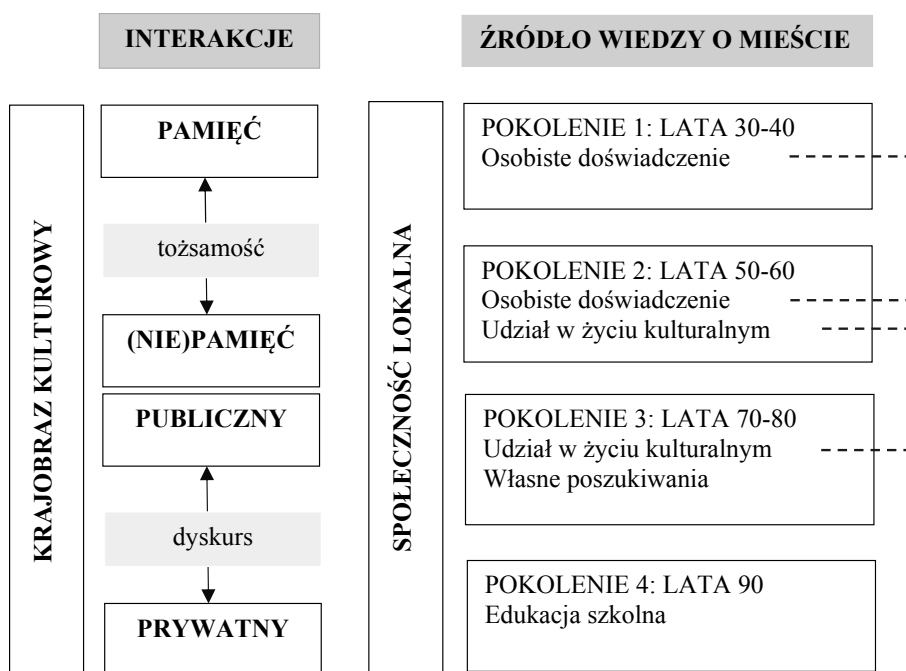 INTERAKCJE
ŹRÓDŁO WIEDZY O MIEŚCIE
KRAJOBRAZ KULTUROWY
PAMIĘĆ
tożsamość
(NIE)PAMIĘĆ
PUBLICZNY
dyskurs
PRYWATNY
SPOŁECZNOŚĆ LOKALNA
POKOLENIE 1: LATA 30-40
Osobiste doświadczenie
POKOLENIE 2: LATA 50-60
Osobiste doświadczenie
Udział w życiu kulturalnym
POKOLENIE 3: LATA 70-80
Udział w życiu kulturalnym
Własne poszukiwania
POKOLENIE 4: LATA 90
Edukacja szkolna